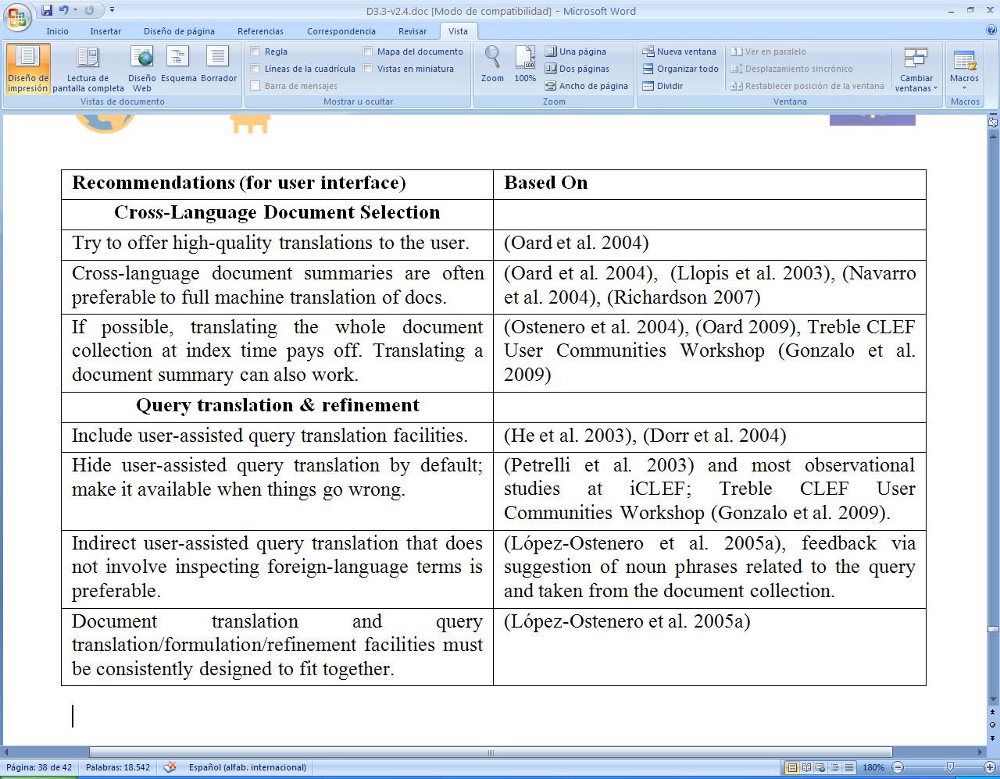 D3.3-v2.4.doc [Modo de compatibilidad] - Microsoft Word
Inicio Insertar Diseño de página Referencias Correspondencia Revisar Vista
Diseño de impresión
Lectura de pantalla completa
Diseño Web
Esquema
Borrador
Vistas de documento
Regla
Líneas de la cuadrícula
Barra de mensajes
Mapa del documento
Vistas en miniatura
Mostrar u ocultar
Zoom
100%
Una página
Dos páginas
Ancho de página
Zoom
Nueva ventana
Organizar todo
Dividir
Ver en paralelo
Desplazamiento sincrónico
Restablecer posición de la ventana
Cambiar ventanas
Ventana
Macros
Macros
Recommendations (for user interface)
Based On
Cross-Language Document Selection
Try to offer high-quality translations to the user.
(Oard et al. 2004)
Cross-language document summaries are often
preferable to full machine translation of docs.
(Oard et al. 2004), (Llopis et al. 2003), (Navarro
et al. 2004), (Richardson 2007)
If possible, translating the whole document
collection at index time pays off. Translating a
document summary can also work.
(Ostenero et al. 2004), (Oard 2009), Treble CLEF
User Communities Workshop (Gonzalo et al.
2009)
Query translation & refinement
Include user-assisted query translation facilities.
(He et al. 2003), (Dorr et al. 2004)
Hide user-assisted query translation by default;
make it available when things go wrong.
(Petrelli et al. 2003) and most observational
studies at iCLEF; Treble CLEF User
Communities Workshop (Gonzalo et al. 2009).
Indirect user-assisted query translation that does
not involve inspecting foreign-language terms is
preferable.
(López-Ostenero et al. 2005a), feedback via
suggestion of noun phrases related to the query
and taken from the document collection.
Document translation and query
translation/formulation/refinement facilities must
be consistently designed to fit together.
(López-Ostenero et al. 2005a)
Página: 38 de 42 Palabras: 18.542 Español (alfab. internacional) 180%